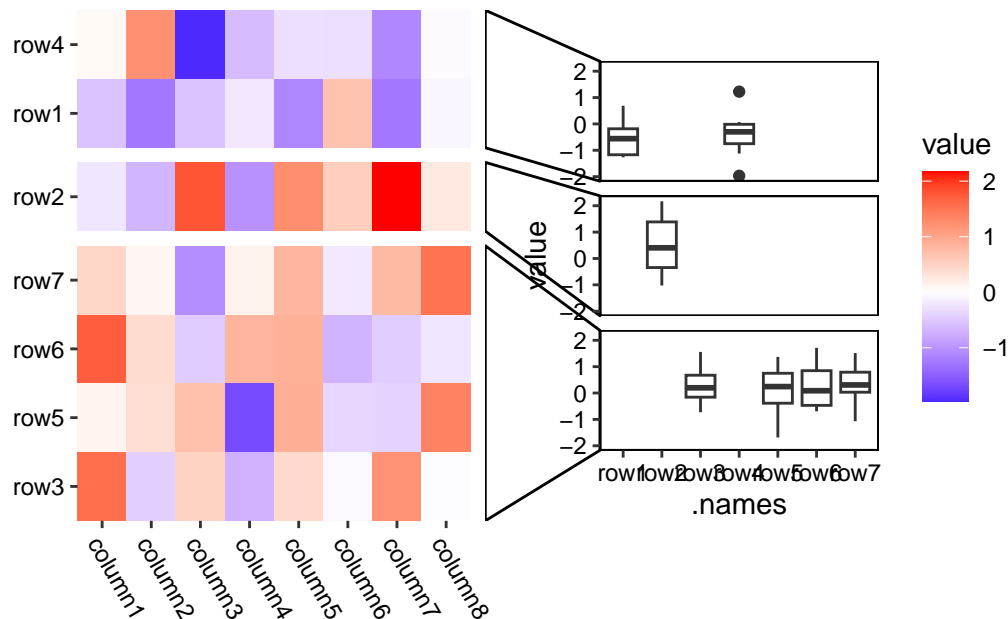 row4
row1
row2
row7
row6
row5
row3
column1
column2
column3
column4
column5
column6
column7
column8
value
2
1
0
−1
−2
2
1
0
−1
−2
2
1
0
−1
−2
row1
row2
row3
row4
row5
row6
row7
.names
value
2
1
0
−1